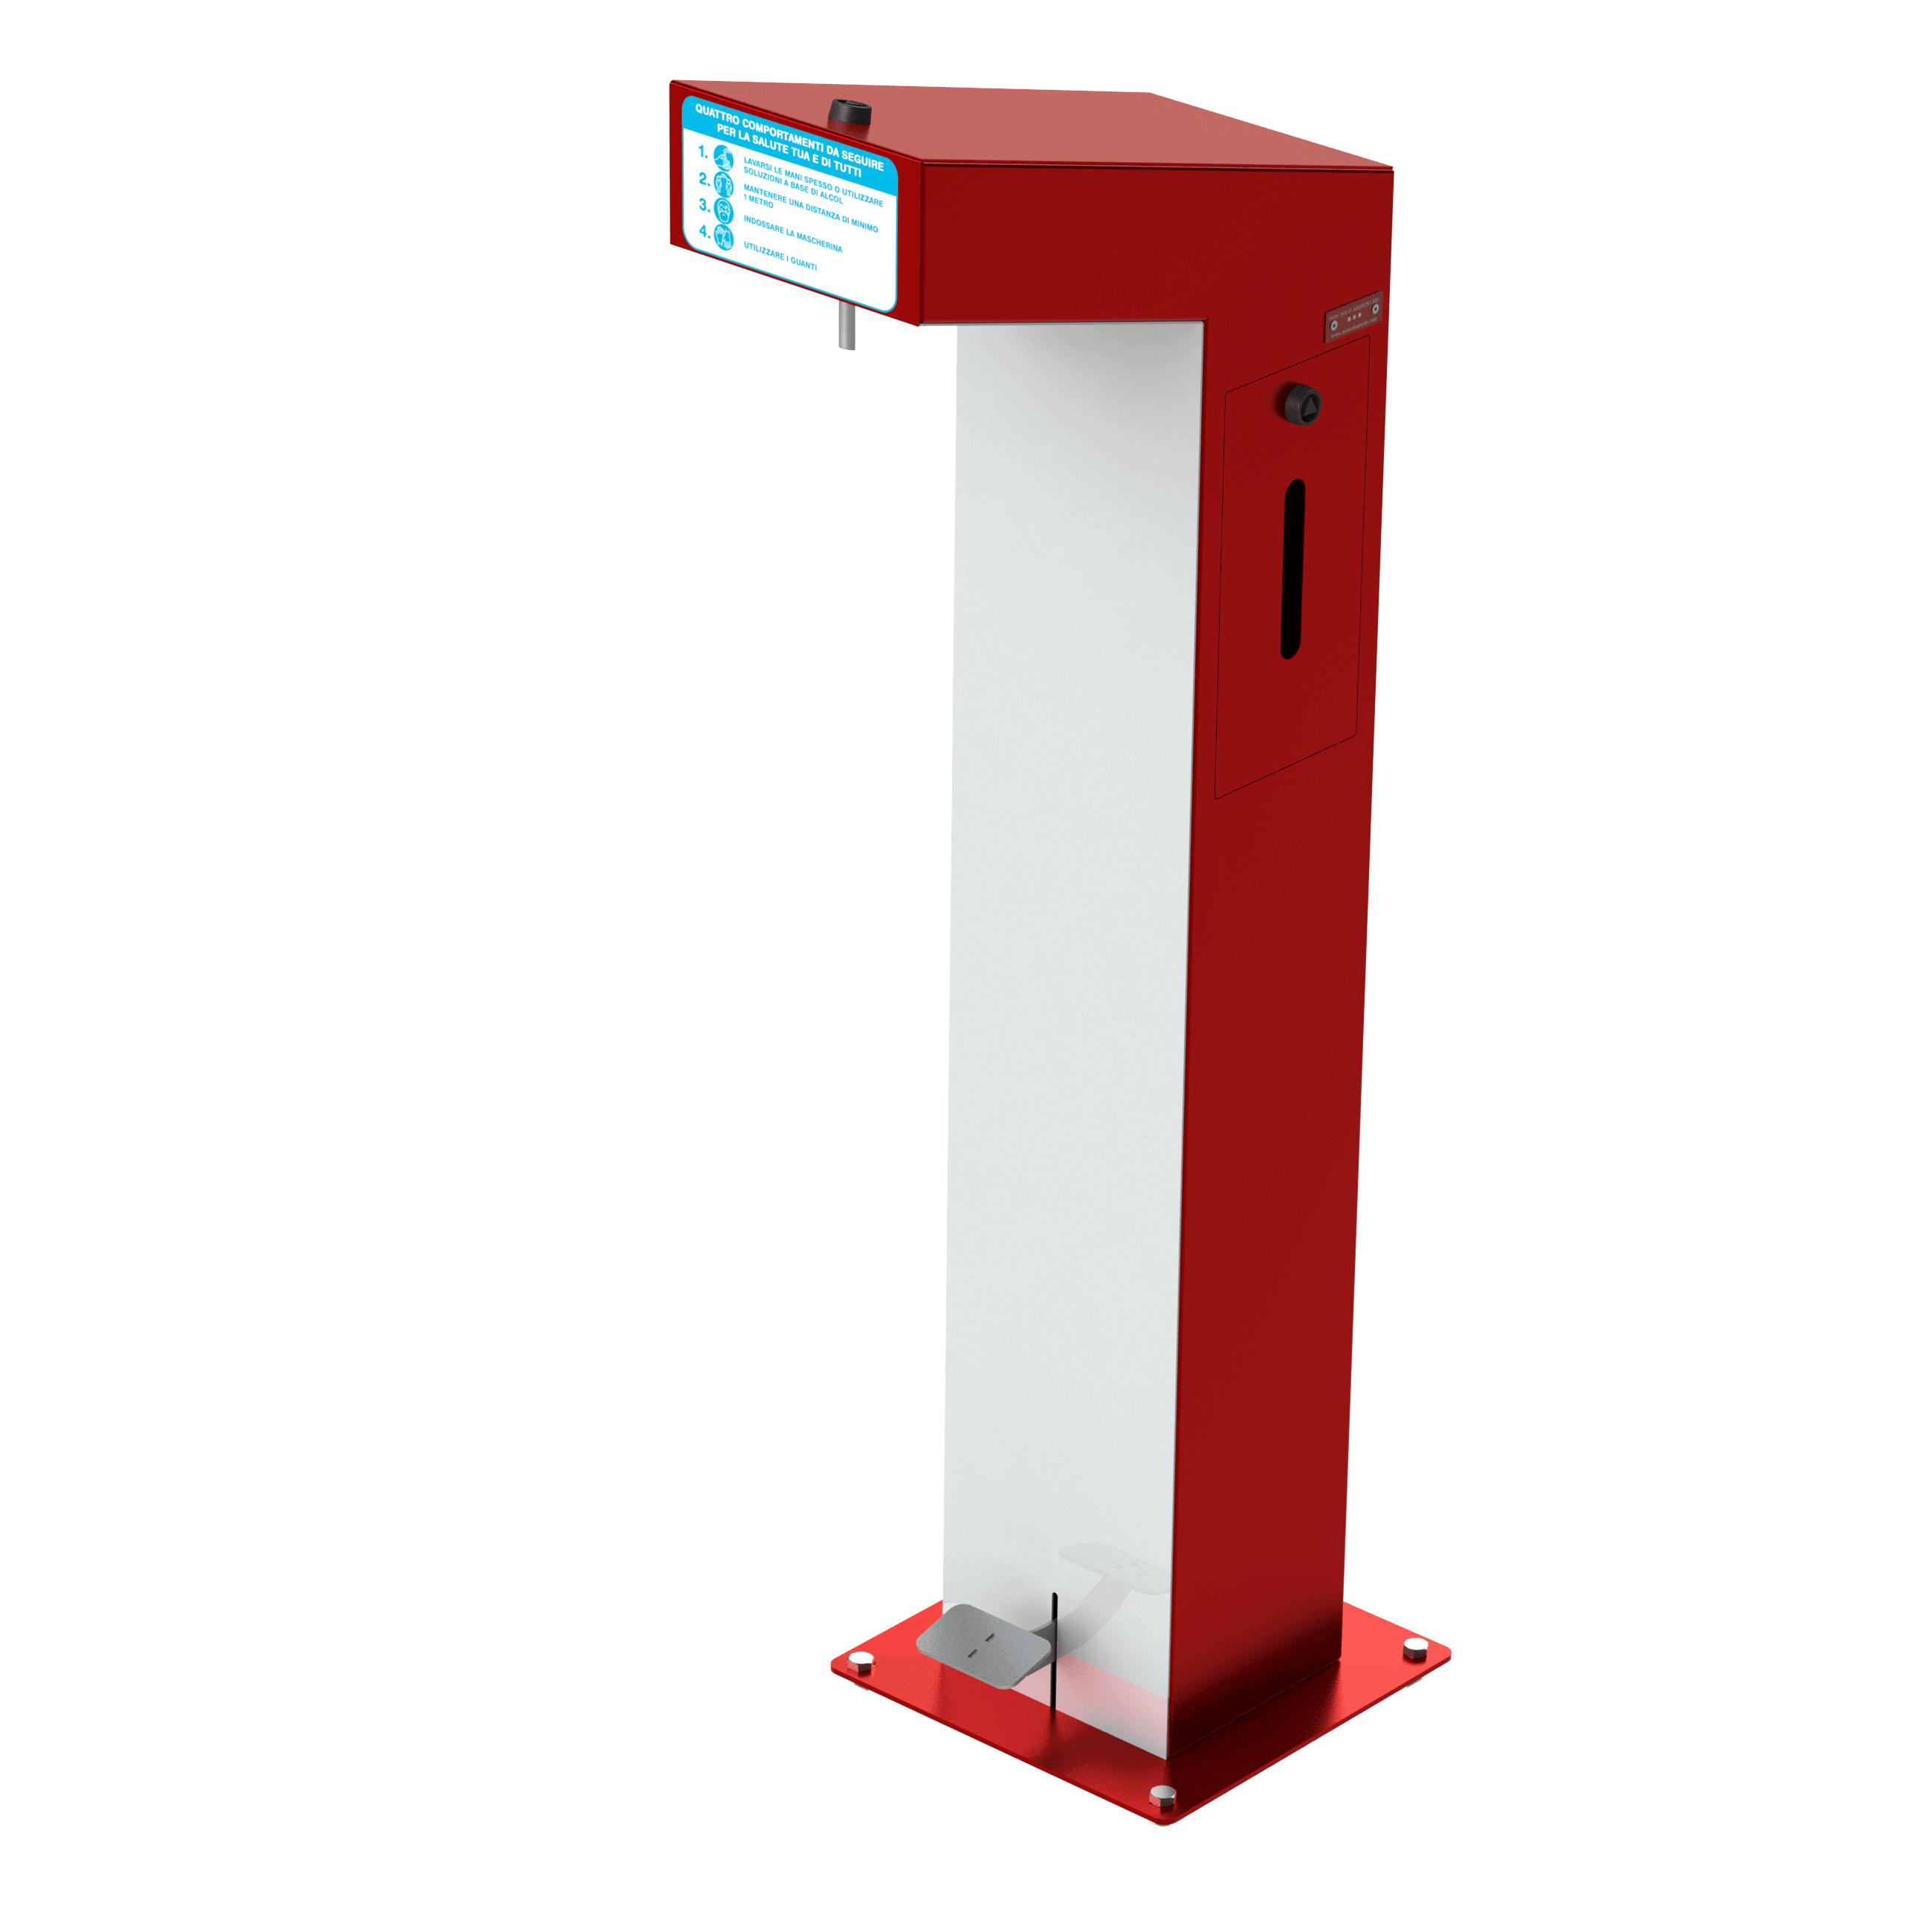 QUATTRO COMPORTAMENTI DA SEGUIRE
PER LA SALUTE TUA E DI TUTTI
1. LAVARSI LE MANI SPESSO O UTILIZZARE
SOLUZIONI A BASE DI ALCOL
2. MANTENERE UNA DISTANZA DI MINIMO
1 METRO
3. INDOSSARE LA MASCHERINA
4. UTILIZZARE I GUANTI